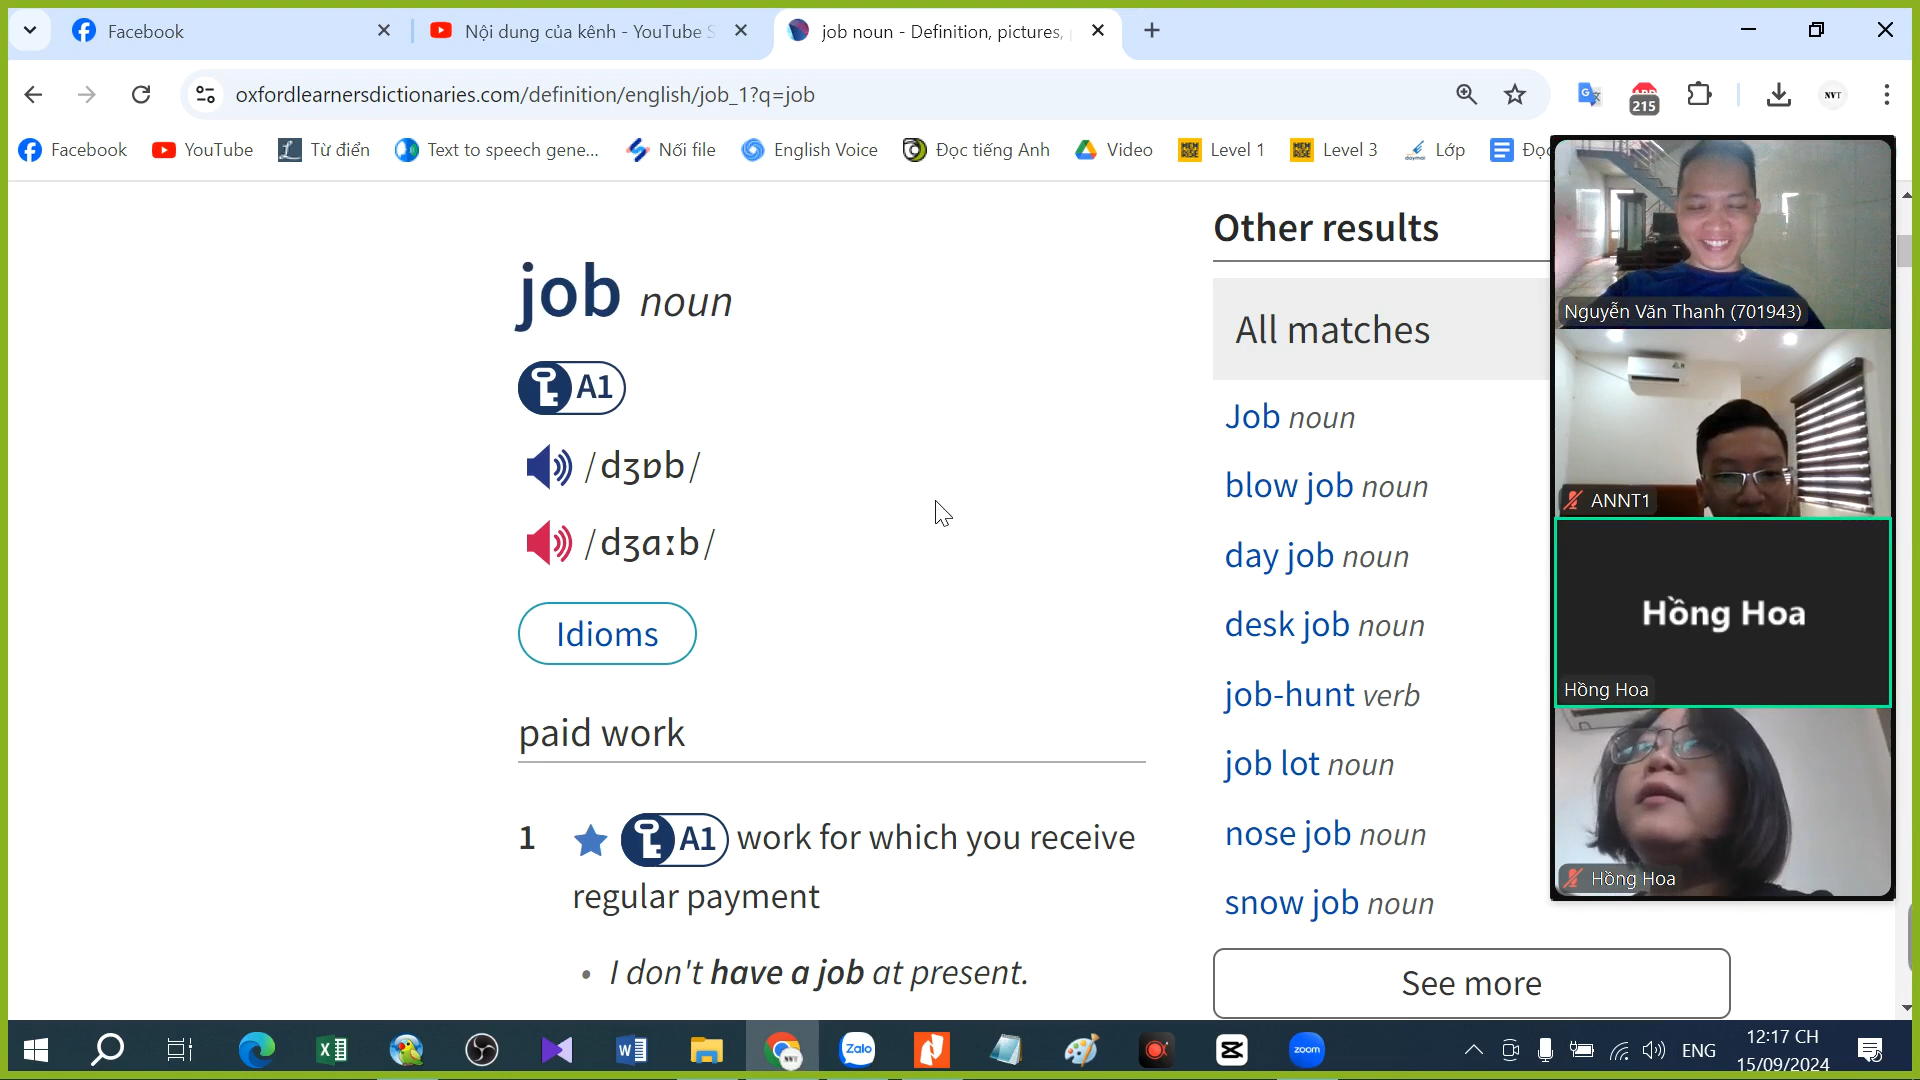 Facebook
Nội dung của kênh - YouTube S
job noun - Definition, pictures,
oxfordlearnersdictionaries.com/definition/english/job_1?q=job
215
NVT
Facebook
YouTube
Từ điển
Text to speech gene...
Nối file
English Voice
Đọc tiếng Anh
Video
Level 1
Level 3
Lớp
Đọc
job noun
A1
/dʒɒb/
/dʒɑːb/
Idioms
paid work
1 A1 work for which you receive
regular payment
• I don't have a job at present.
Other results
All matches
Job noun
blow job noun
day job noun
desk job noun
job-hunt verb
job lot noun
nose job noun
snow job noun
See more
Nguyễn Văn Thanh (701943)
ANNT1
Hồng Hoa
Hồng Hoa
Hồng Hoa
Zalo
zoom
ENG
12:17 CH
15/09/2024